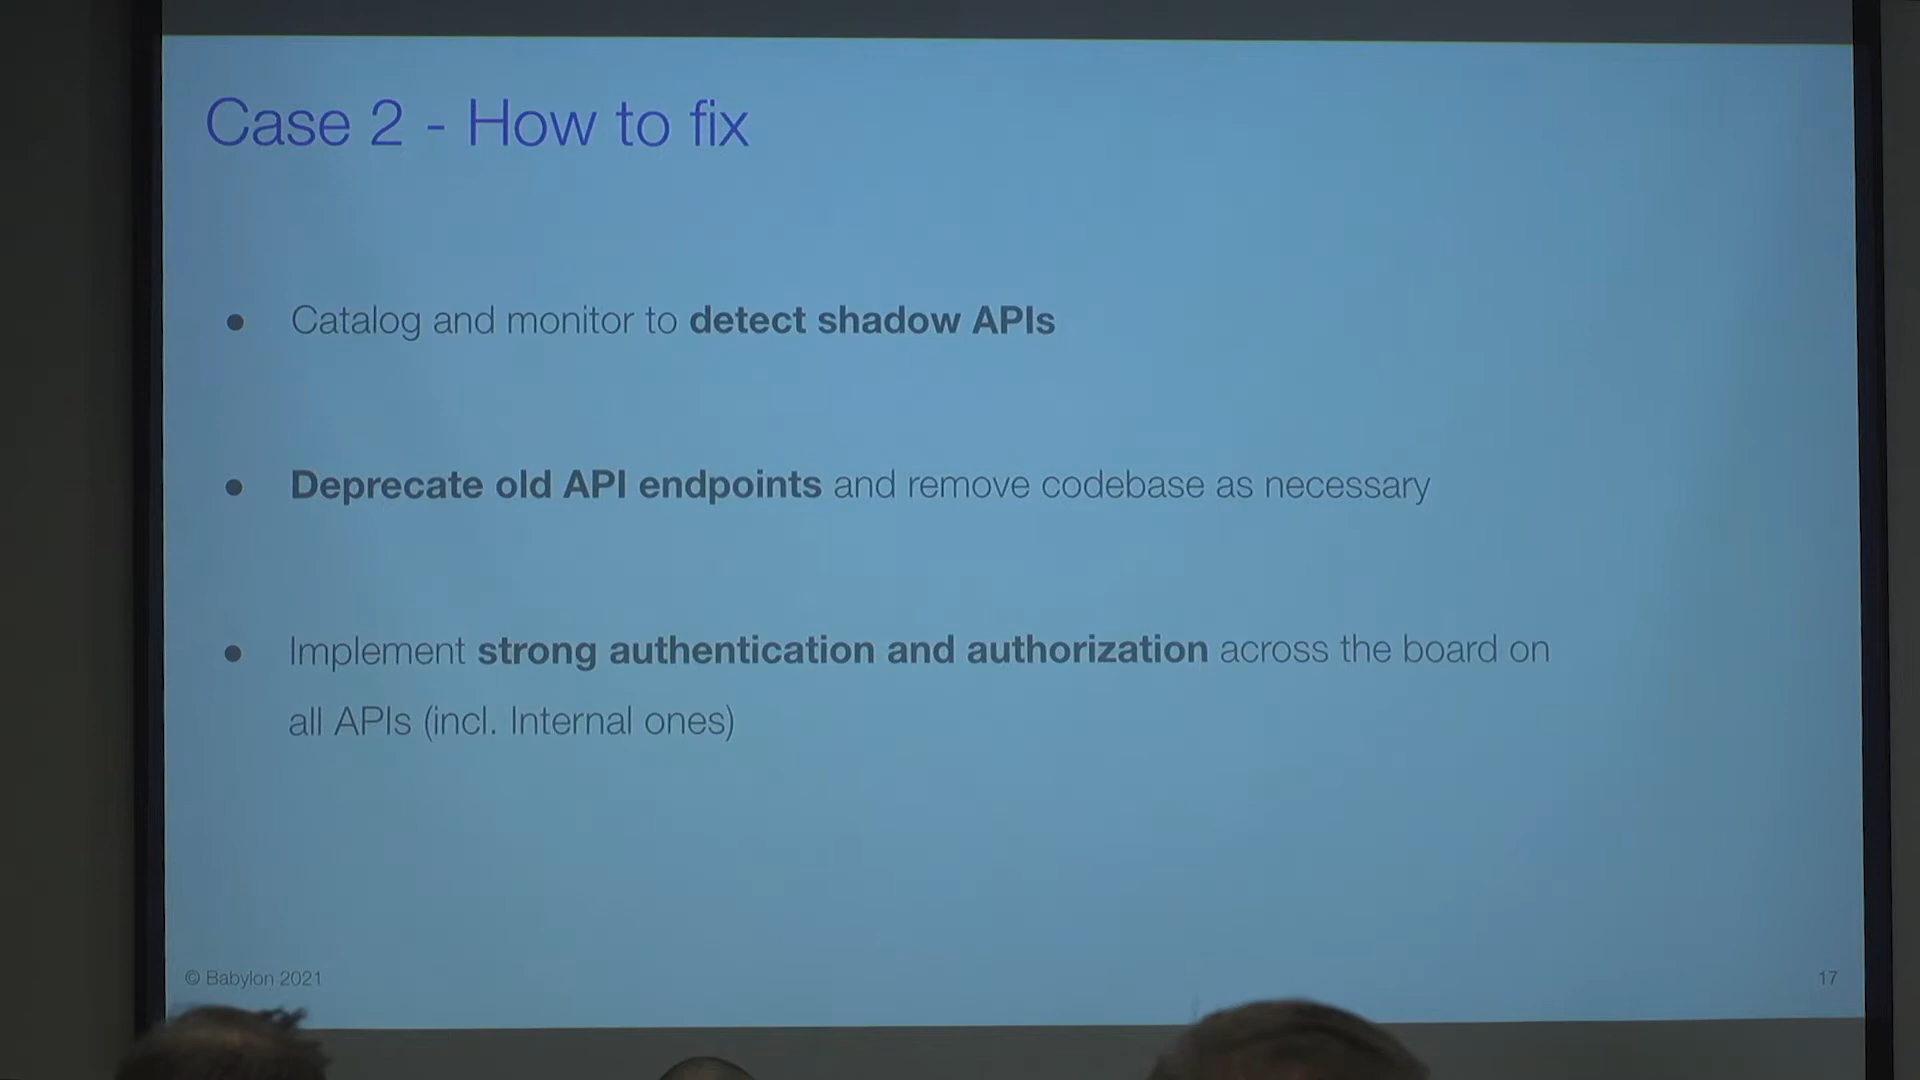 Case 2 - How to fix
● Catalog and monitor to detect shadow APIs
● Deprecate old API endpoints and remove codebase as necessary
● Implement strong authentication and authorization across the board on
all APIs (incl. Internal ones)
© Babylon 2021
17